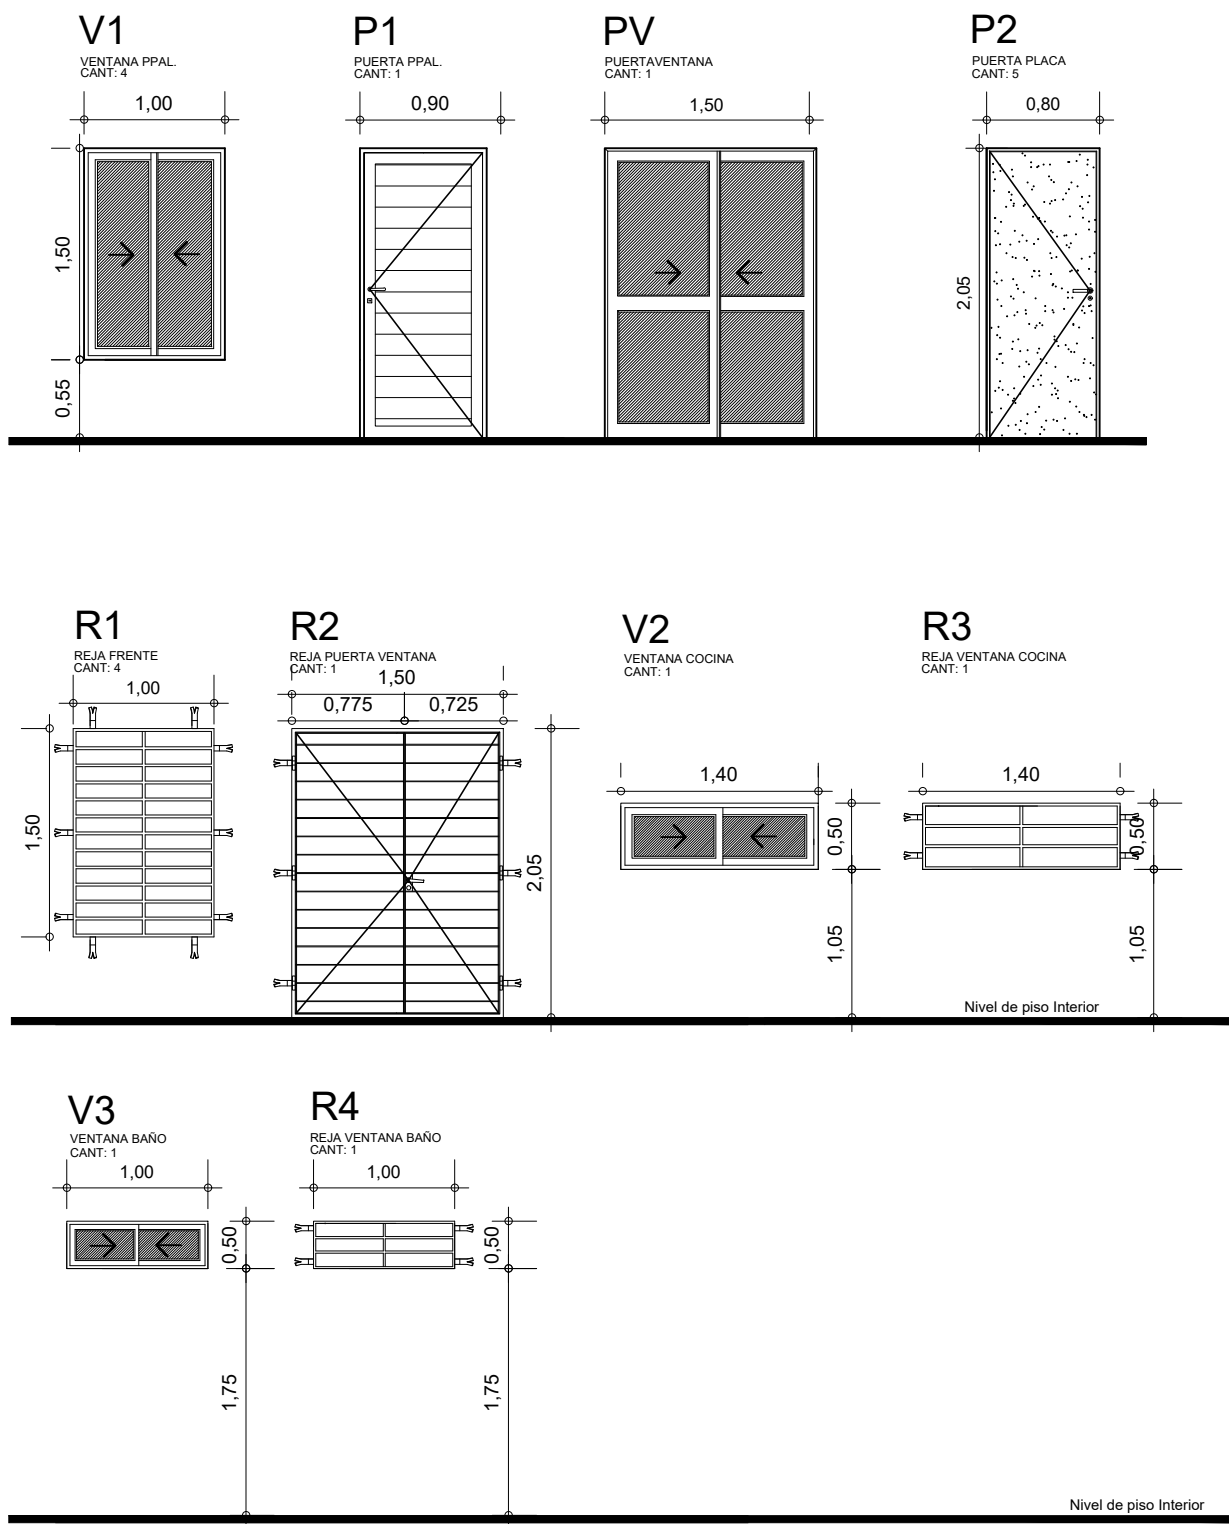 V1
VENTANA PPAL.
CANT: 4
1,00
1,50
0,55
P1
PUERTA PPAL.
CANT: 1
0,90
PV
PUERTAVENTANA
CANT: 1
1,50
P2
PUERTA PLACA
CANT: 5
0,80
2,05
R1
REJA FRENTE
CANT: 4
1,00
1,50
R2
REJA PUERTA VENTANA
CANT: 1
1,50
0,775
0,725
2,05
V2
VENTANA COCINA
CANT: 1
1,40
0,50
1,05
R3
REJA VENTANA COCINA
CANT: 1
1,40
0,50
1,05
Nivel de piso Interior
V3
VENTANA BAÑO
CANT: 1
1,00
0,50
1,75
R4
REJA VENTANA BAÑO
CANT: 1
1,00
0,50
1,75
Nivel de piso Interior